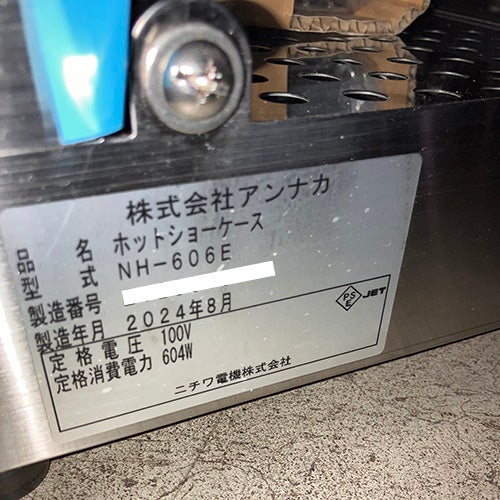 株式会社アンナカ
品名 ホットショーケース
型式 NH-606E
製造番号
製造年月 2024年8月
定格電圧 100V
定格消費電力 604W
PSE JET
ニチワ電機株式会社